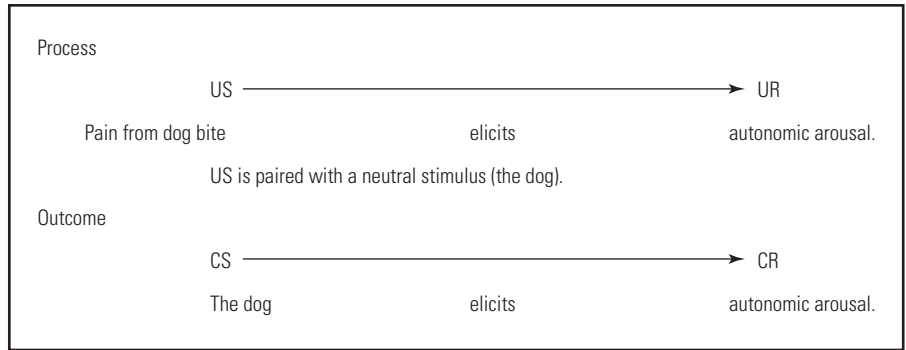 Process
US UR
Pain from dog bite elicits autonomic arousal.
US is paired with a neutral stimulus (the dog).
Outcome
CS CR
The dog elicits autonomic arousal.